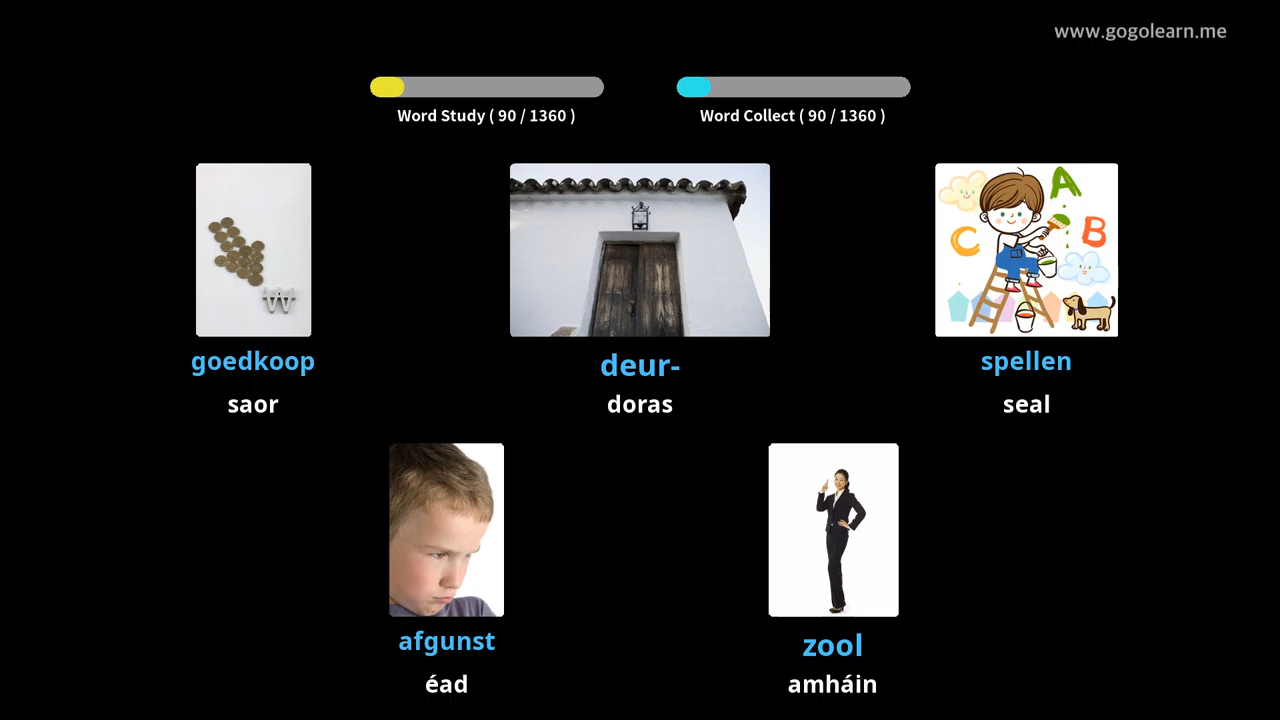 www.gogolearn.me
Word Study ( 90 / 1360 )
Word Collect ( 90 / 1360 )
A
B
C
goedkoop
deur-
spellen
saor
doras
seal
afgunst
zool
éad
amháin